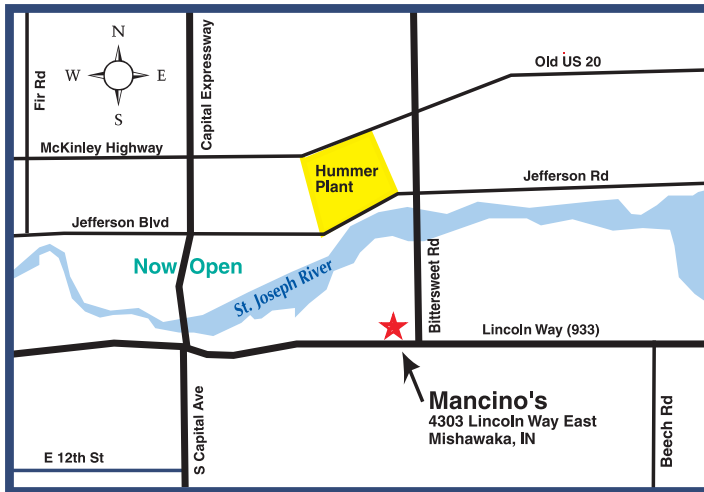 N
W E
S
Fir Rd
Capital Expressway
Old US 20
McKinley Highway
Hummer
Plant
Jefferson Rd
Jefferson Blvd
Now Open
St. Joseph River
Bittersweet Rd
Lincoln Way (933)
Mancino's
4303 Lincoln Way East
Mishawaka, IN
S Capital Ave
Beech Rd
E 12th St